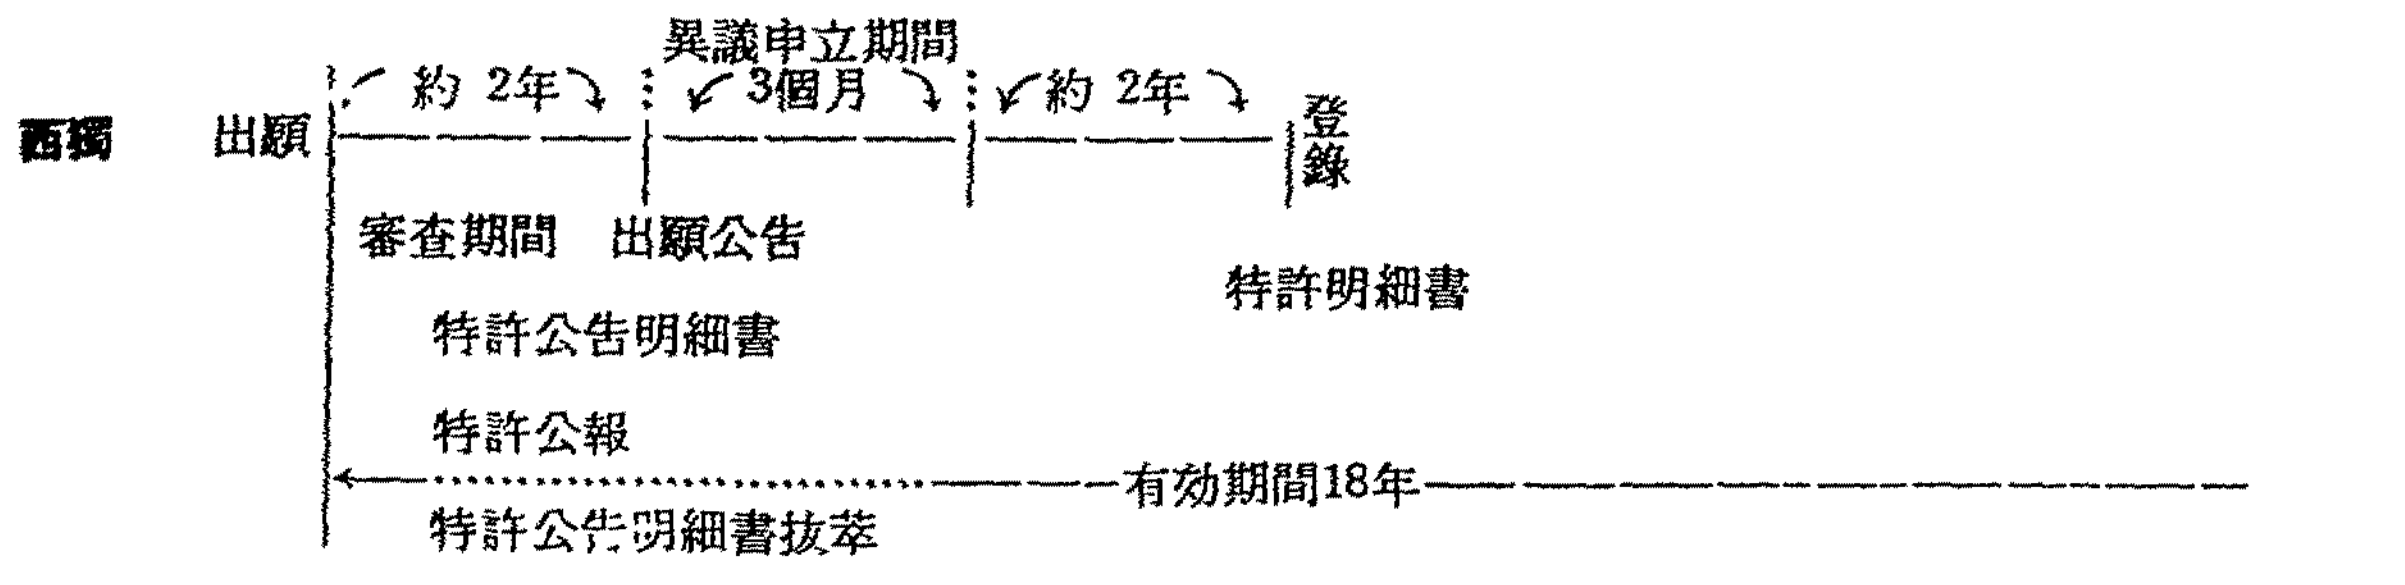 異議申立期間
約 2年 3個月 約 2年
西獨 出願 登錄
審査期間 出願公告
特許明細書
特許公告明細書
特許公報
有効期間18年
特許公告明細書抜萃